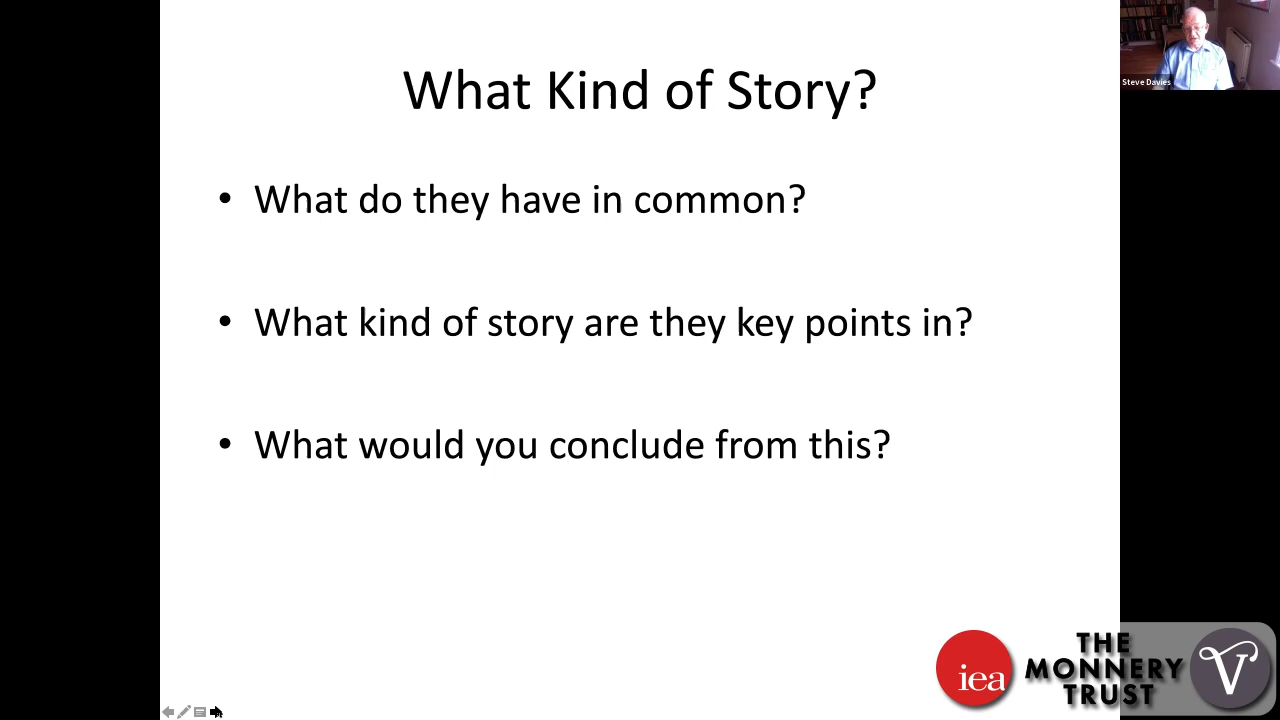 What Kind of Story?
• What do they have in common?
• What kind of story are they key points in?
• What would you conclude from this?
Steve Davies
iea
THE
MONNERY
TRUST
V